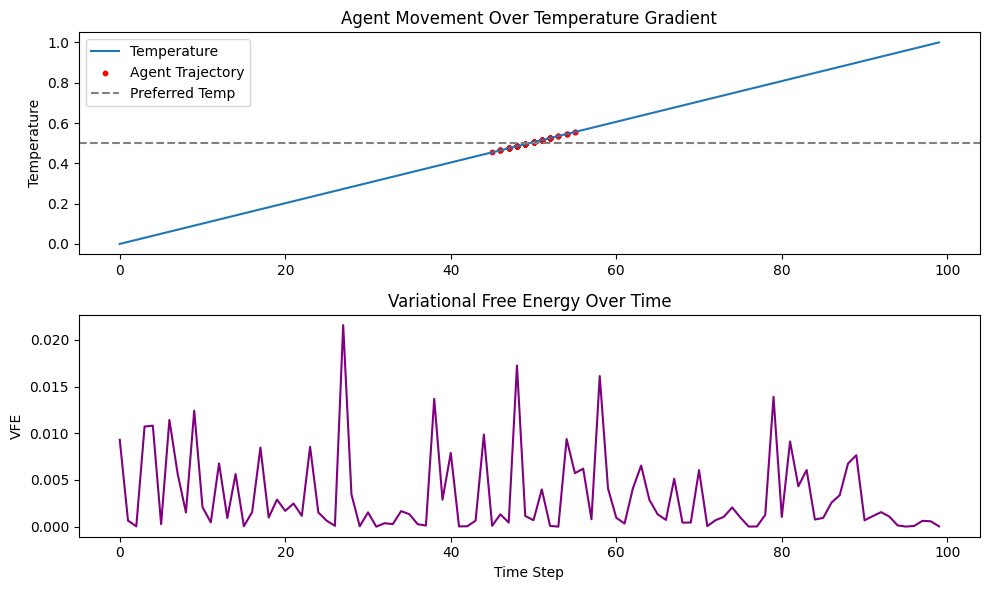 Agent Movement Over Temperature Gradient
Temperature
1.0
0.8
0.6
0.4
0.2
0.0
Temperature
Agent Trajectory
Preferred Temp
0 20 40 60 80 100
Variational Free Energy Over Time
VFE
0.020
0.015
0.010
0.005
0.000
0 20 40 60 80 100
Time Step